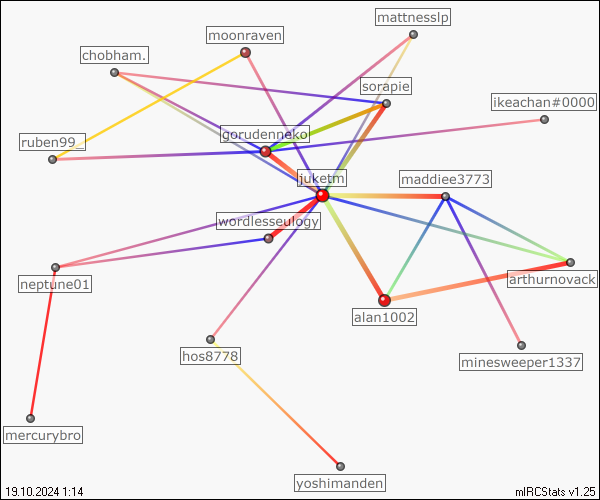 mattnesslp
moonraven
chobham.
sorapie
ikeachan#0000
gorudenneko
ruben99_
juketm
maddiee3773
wordlesseulogy
neptune01
arthurnovack
alan1002
hos8778
minesweeper1337
mercurybro
yoshimanden
19.10.2024 1:14
mIRCStats v1.25